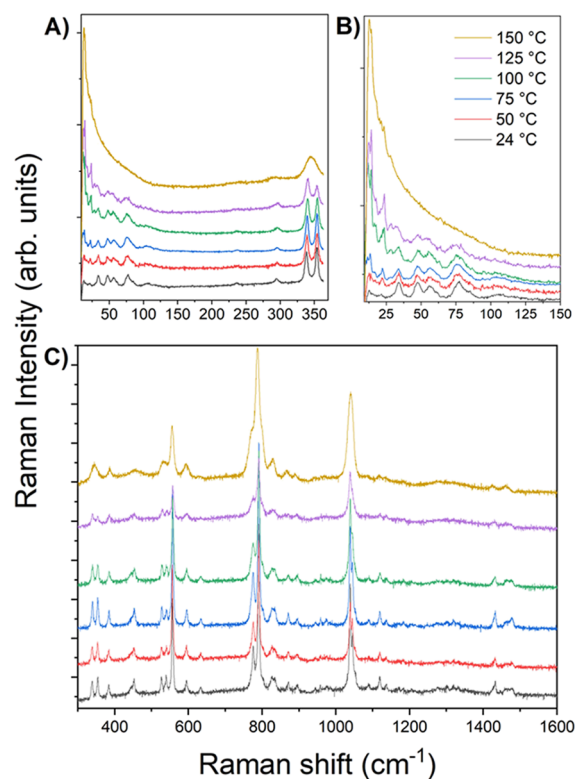 A)
B)
150 °C
125 °C
100 °C
75 °C
50 °C
24 °C
50 100 150 200 250 300 350
25 50 75 100 125 150
Raman Intensity (arb. units)
C)
400 600 800 1000 1200 1400 1600
Raman shift (cm⁻¹)